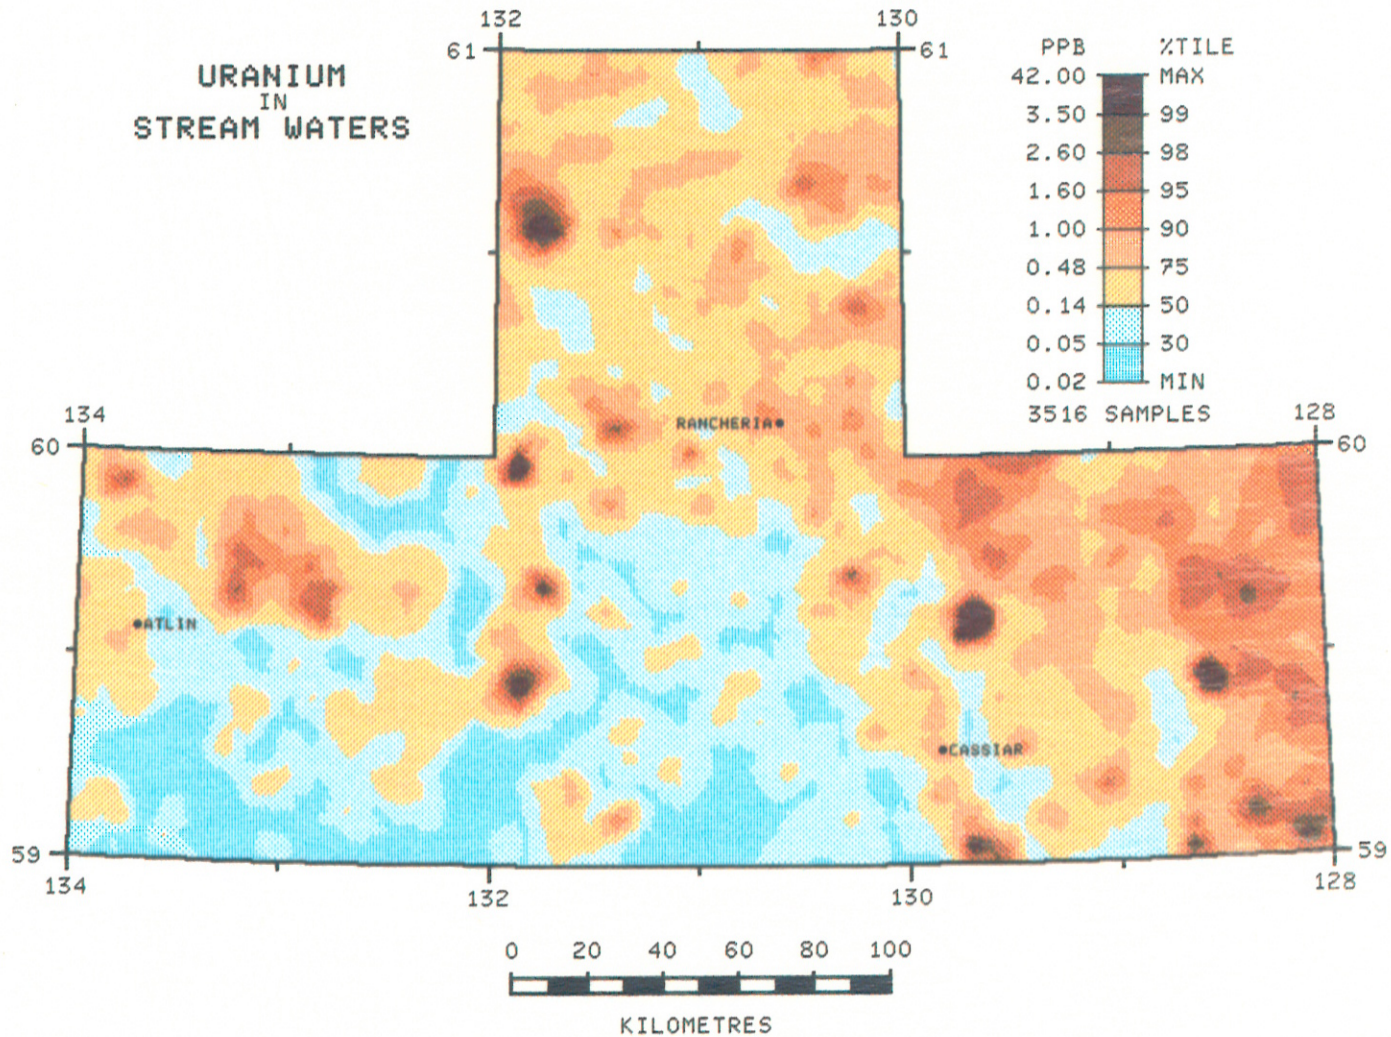 URANIUM
IN
STREAM WATERS
132 130
61 61
PPB %TILE
42.00 MAX
3.50 99
2.60 98
1.60 95
1.00 90
0.48 75
0.14 50
0.05 30
0.02 MIN
3516 SAMPLES
134 128
60 60
RANCHERIA
ATLIN
CASSIAR
59 59
134 132 130 128
0 20 40 60 80 100
KILOMETRES